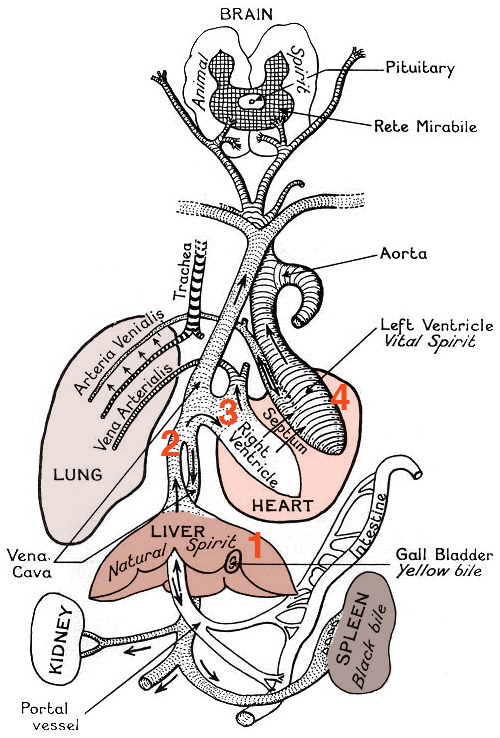 BRAIN
Animal
Spirit
Pituitary
Rete Mirabile
Trachea
Aorta
Arteria Venialis
Vena Arterialis
Left Ventricle
Vital Spirit
4
3
Septum
Right
Ventricle
2
LUNG
HEART
LIVER
1
Natural Spirit
Vena
Cava
Intestine
Gall Bladder
Yellow bile
KIDNEY
SPLEEN
Black bile
Portal
vessel